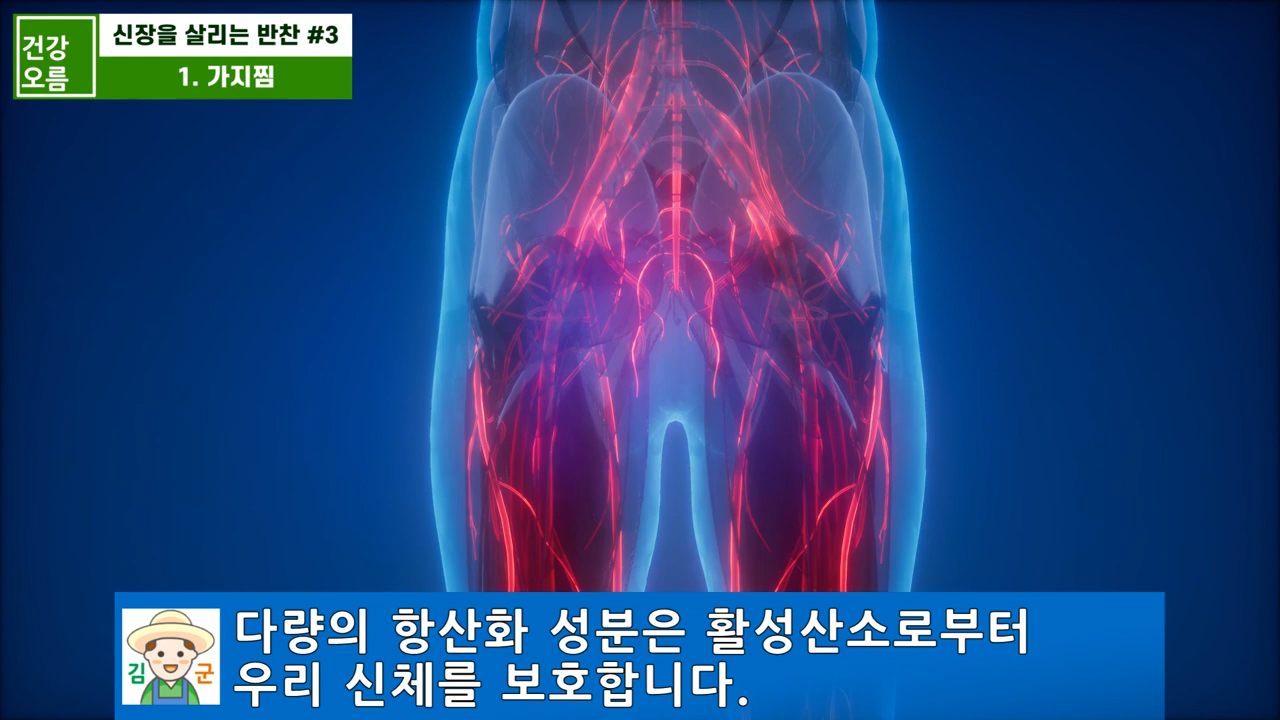 건강
오름
신장을 살리는 반찬 #3
1. 가지찜
김 군
다량의 항산화 성분은 활성산소로부터
우리 신체를 보호합니다.